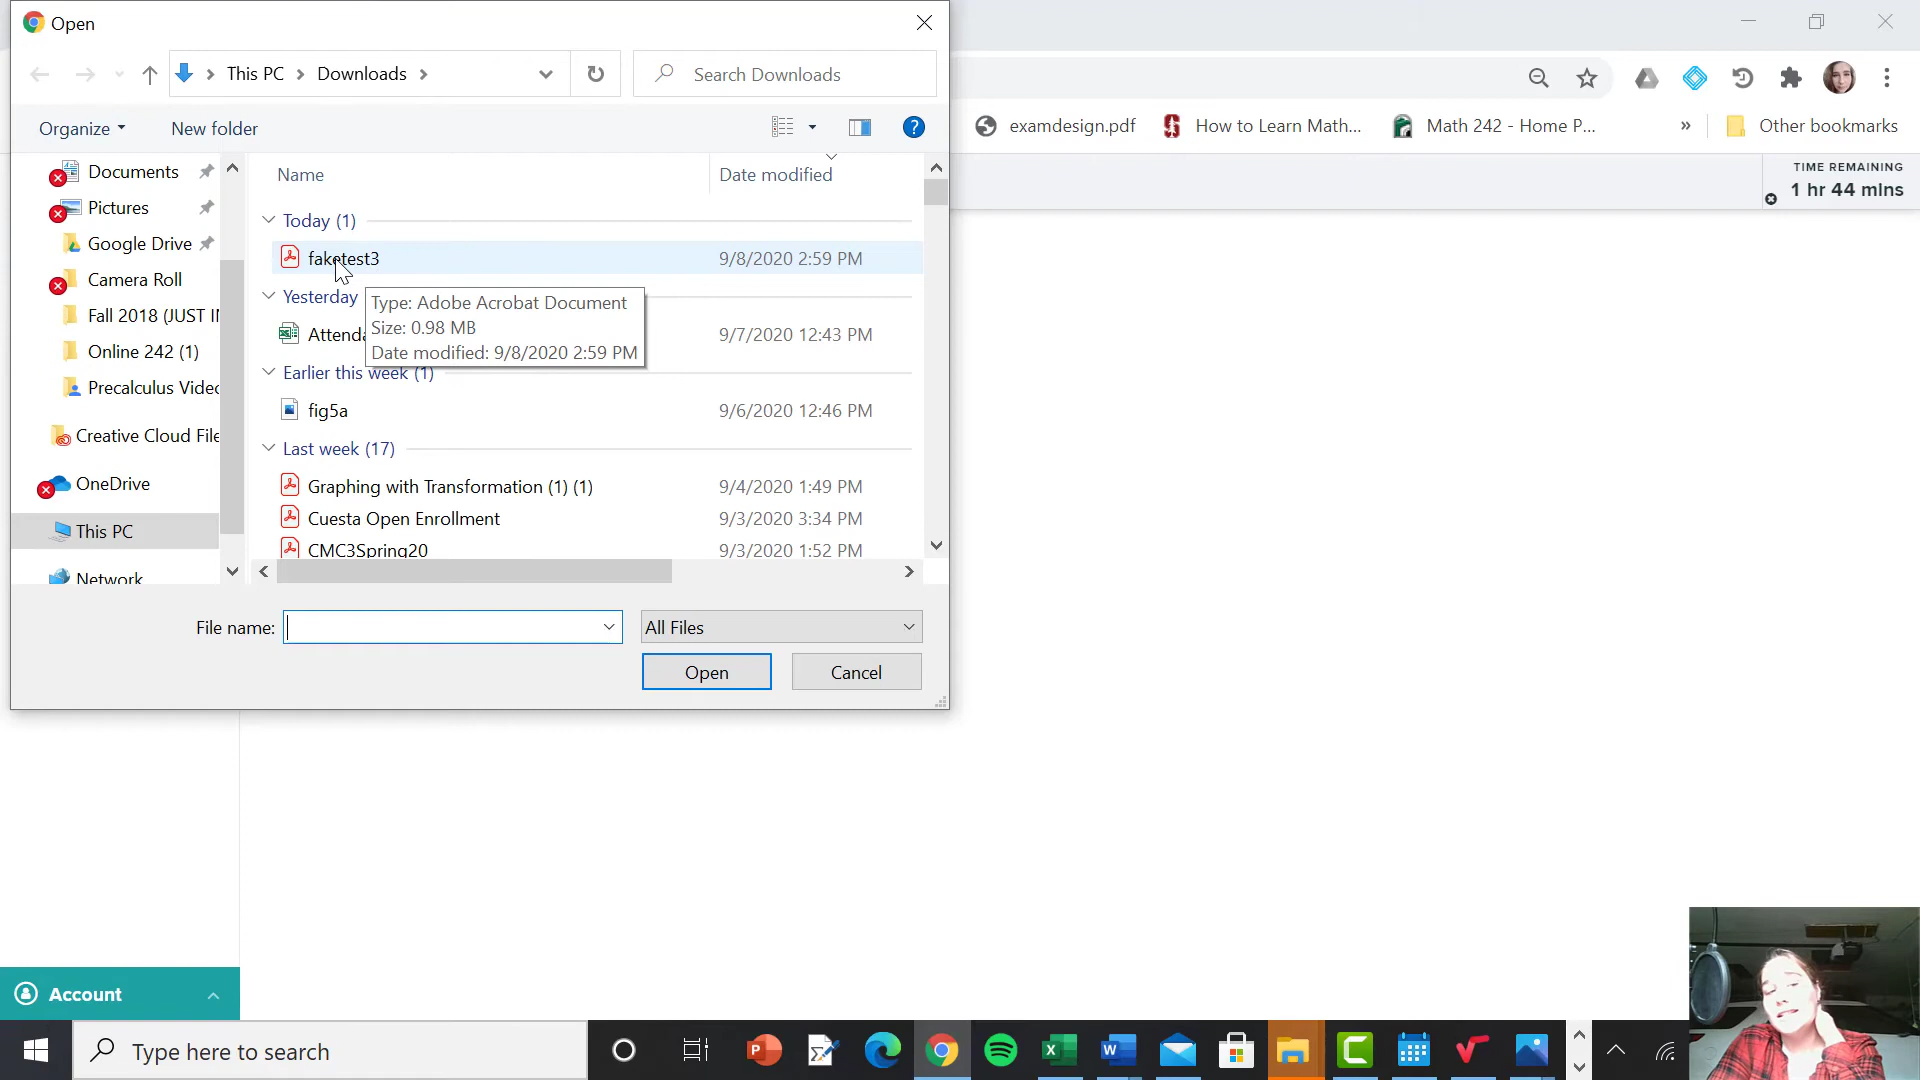 Open
This PC
Downloads
Search Downloads
Organize
New folder
examdesign.pdf
How to Learn Math...
Math 242 - Home P...
»
Other bookmarks
TIME REMAINING
1 hr 44 mins
Documents
Pictures
Google Drive
Camera Roll
Fall 2018 (JUST IN
Online 242 (1)
Precalculus Videc
Creative Cloud File
OneDrive
This PC
Network
Name
Date modified
Today (1)
faketest3
9/8/2020 2:59 PM
Yesterday
Type: Adobe Acrobat Document
Size: 0.98 MB
Date modified: 9/8/2020 2:59 PM
Attenda
9/7/2020 12:43 PM
Earlier this week (1)
fig5a
9/6/2020 12:46 PM
Last week (17)
Graphing with Transformation (1) (1)
9/4/2020 1:49 PM
Cuesta Open Enrollment
9/3/2020 3:34 PM
CMC3Spring20
9/3/2020 1:52 PM
File name:
All Files
Open
Cancel
Account
Type here to search